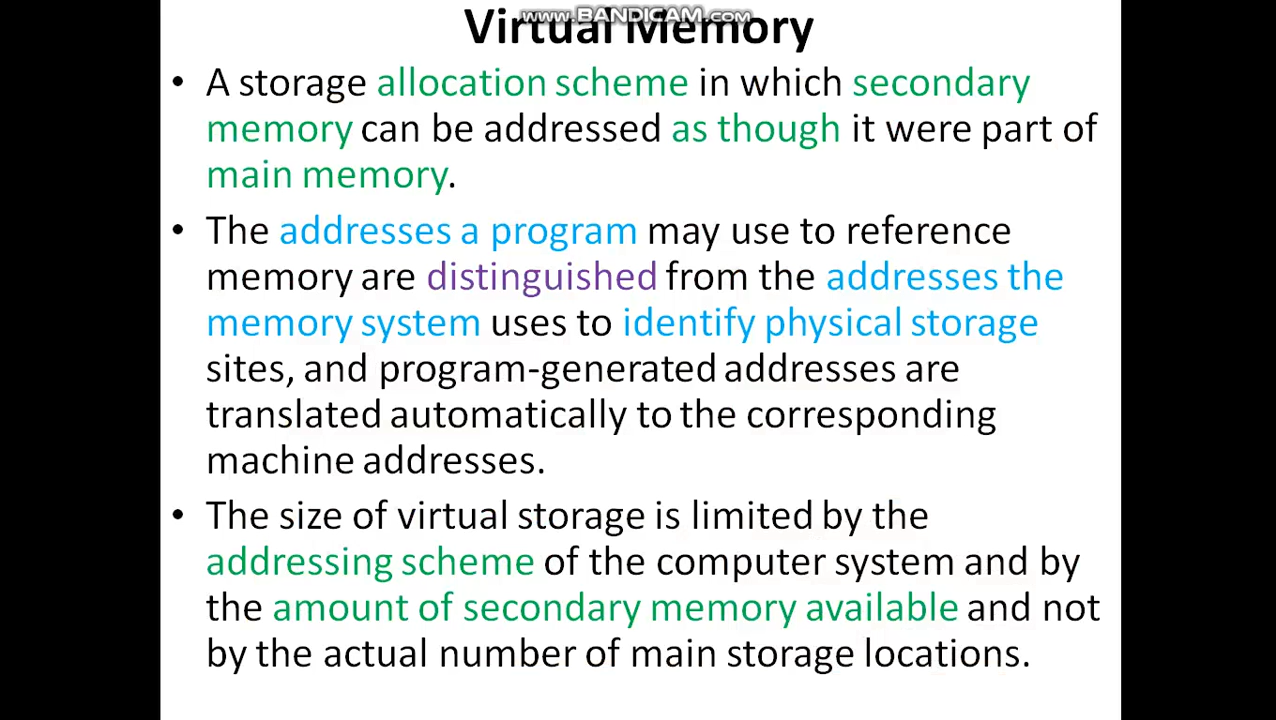 www.BANDICAM.com
Virtual Memory
• A storage allocation scheme in which secondary
memory can be addressed as though it were part of
main memory.
• The addresses a program may use to reference
memory are distinguished from the addresses the
memory system uses to identify physical storage
sites, and program-generated addresses are
translated automatically to the corresponding
machine addresses.
• The size of virtual storage is limited by the
addressing scheme of the computer system and by
the amount of secondary memory available and not
by the actual number of main storage locations.